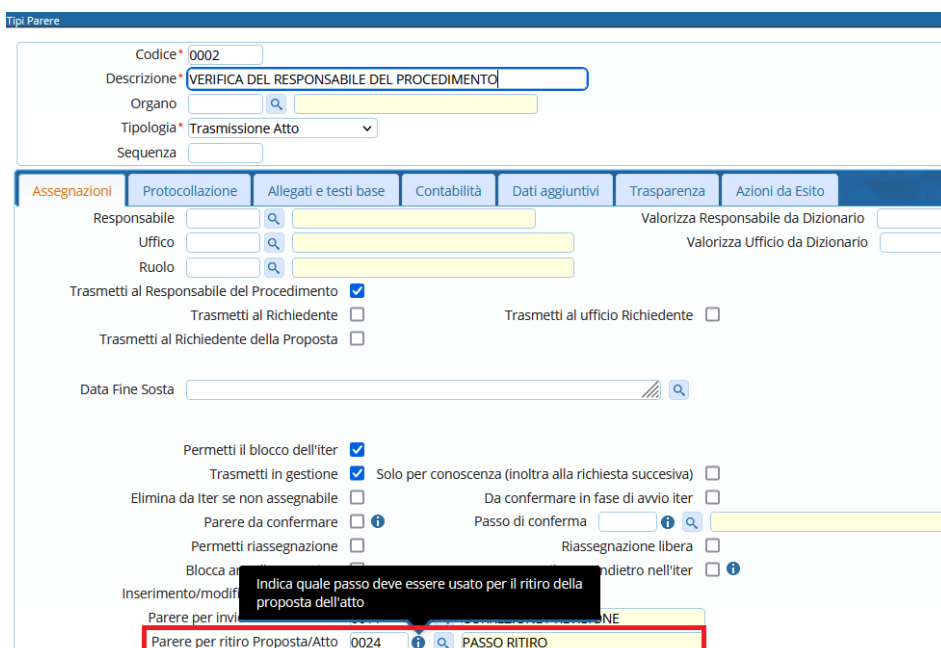 Tipi Parere
Codice* 0002
Descrizione* VERIFICA DEL RESPONSABILE DEL PROCEDIMENTO
Organo
Tipologia* Trasmissione Atto
Sequenza
Assegnazioni Protocollazione Allegati e testi base Contabilità Dati aggiuntivi Trasparenza Azioni da Esito
Responsabile Valorizza Responsabile da Dizionario
Uffico Valorizza Ufficio da Dizionario
Ruolo
Trasmetti al Responsabile del Procedimento
Trasmetti al Richiedente Trasmetti al ufficio Richiedente
Trasmetti al Richiedente della Proposta
Data Fine Sosta
Permetti il blocco dell'iter
Trasmetti in gestione Solo per conoscenza (inoltra alla richiesta succesiva)
Elimina da Iter se non assegnabile Da confermare in fase di avvio iter
Parere da confermare Passo di conferma
Permetti riassegnazione Riassegnazione libera
Blocca nell'iter
Indica quale passo deve essere usato per il ritiro della
proposta dell'atto
Parere per
Parere per ritiro Proposta/Atto 0024 PASSO RITIRO